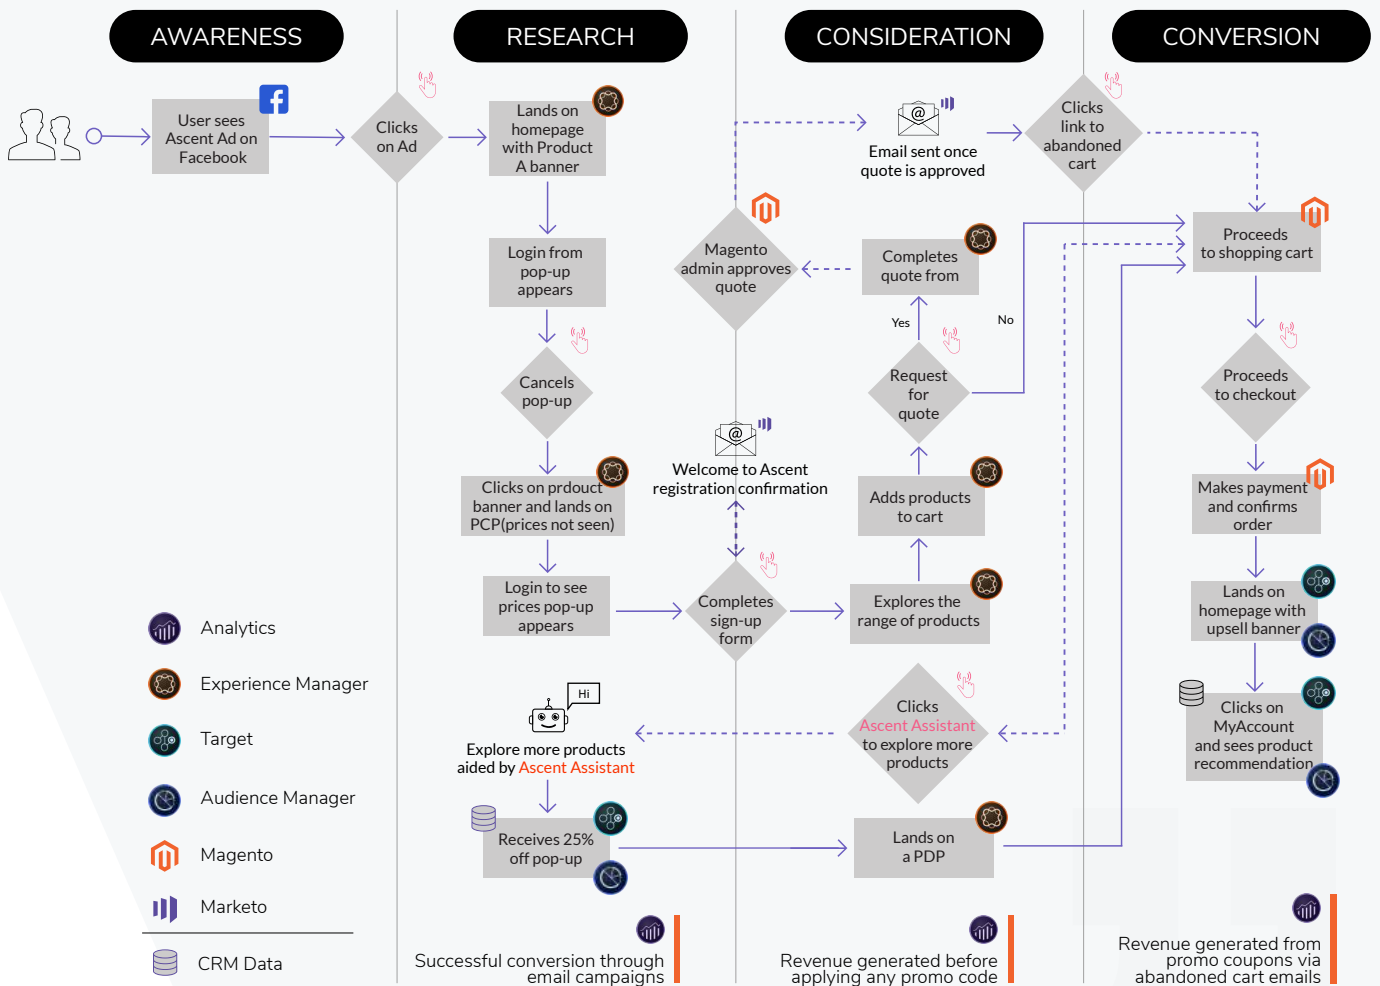 AWARENESS
RESEARCH
CONSIDERATION
CONVERSION
User sees
Ascent Ad on
Facebook
Clicks
on Ad
Lands on
homepage
with Product
A banner
Login from
pop-up
appears
Cancels
pop-up
Clicks on prdouct
banner and lands on
PCP(prices not seen)
Login to see
prices pop-up
appears
@
Welcome to Ascent
registration confirmation
Completes
sign-up
form
Explores the
range of products
Adds products
to cart
Request
for
quote
Yes
No
Completes
quote from
Magento
admin approves
quote
@
Email sent once
quote is approved
Clicks
link to
abandoned
cart
Proceeds
to shopping cart
Proceeds
to checkout
Makes payment
and confirms
order
Lands on
homepage with
upsell banner
Clicks on
MyAccount
and sees product
recommendation
Clicks
Ascent Assistant
to explore more
products
Hi
Explore more products
aided by Ascent Assistant
Receives 25%
off pop-up
Lands on
a PDP
Analytics
Experience Manager
Target
Audience Manager
Magento
Marketo
CRM Data
Successful conversion through
email campaigns
Revenue generated before
applying any promo code
Revenue generated from
promo coupons via
abandoned cart emails